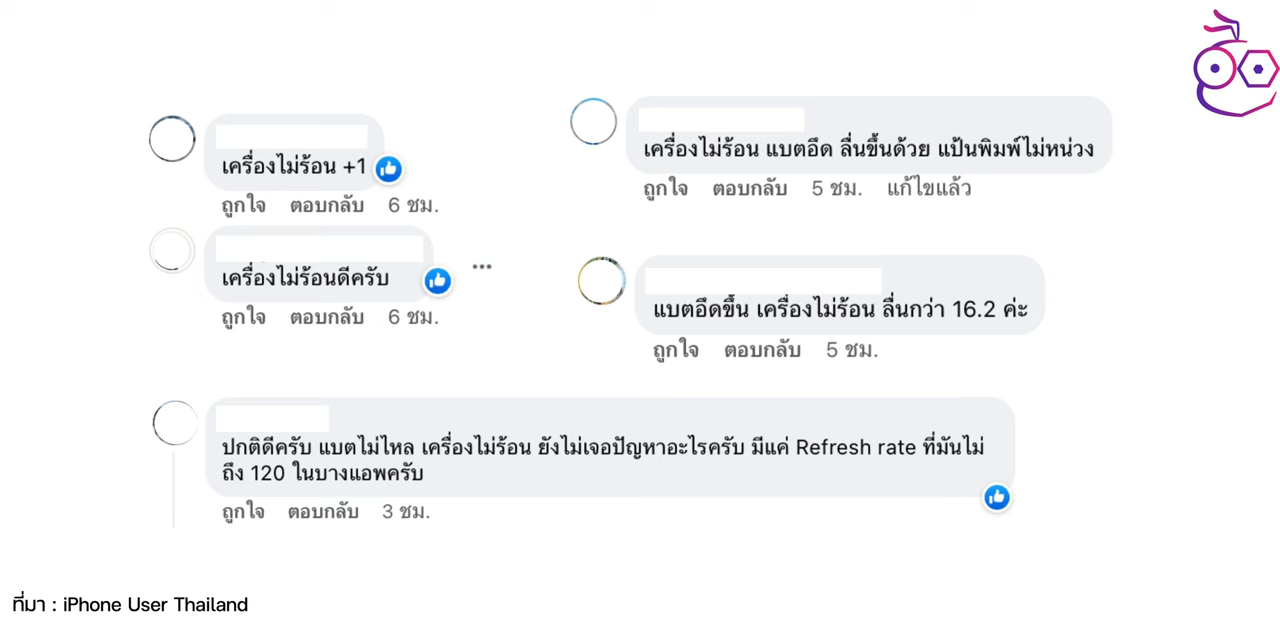 เครื่องไม่ร้อน +1
ถูกใจ ตอบกลับ 6 ชม.
เครื่องไม่ร้อนดีครับ
ถูกใจ ตอบกลับ 6 ชม.
เครื่องไม่ร้อน แบตอึด ลื่นขึ้นด้วย แป้นพิมพ์ไม่หน่วง
ถูกใจ ตอบกลับ 5 ชม. แก้ไขแล้ว
แบตอึดขึ้น เครื่องไม่ร้อน ลื่นกว่า 16.2 ค่ะ
ถูกใจ ตอบกลับ 5 ชม.
ปกติดีครับ แบตไม่ไหล เครื่องไม่ร้อน ยังไม่เจอปัญหาอะไรครับ มีแค่ Refresh rate ที่มันไม่
ถึง 120 ในบางแอพครับ
ถูกใจ ตอบกลับ 3 ชม.
ที่มา : iPhone User Thailand